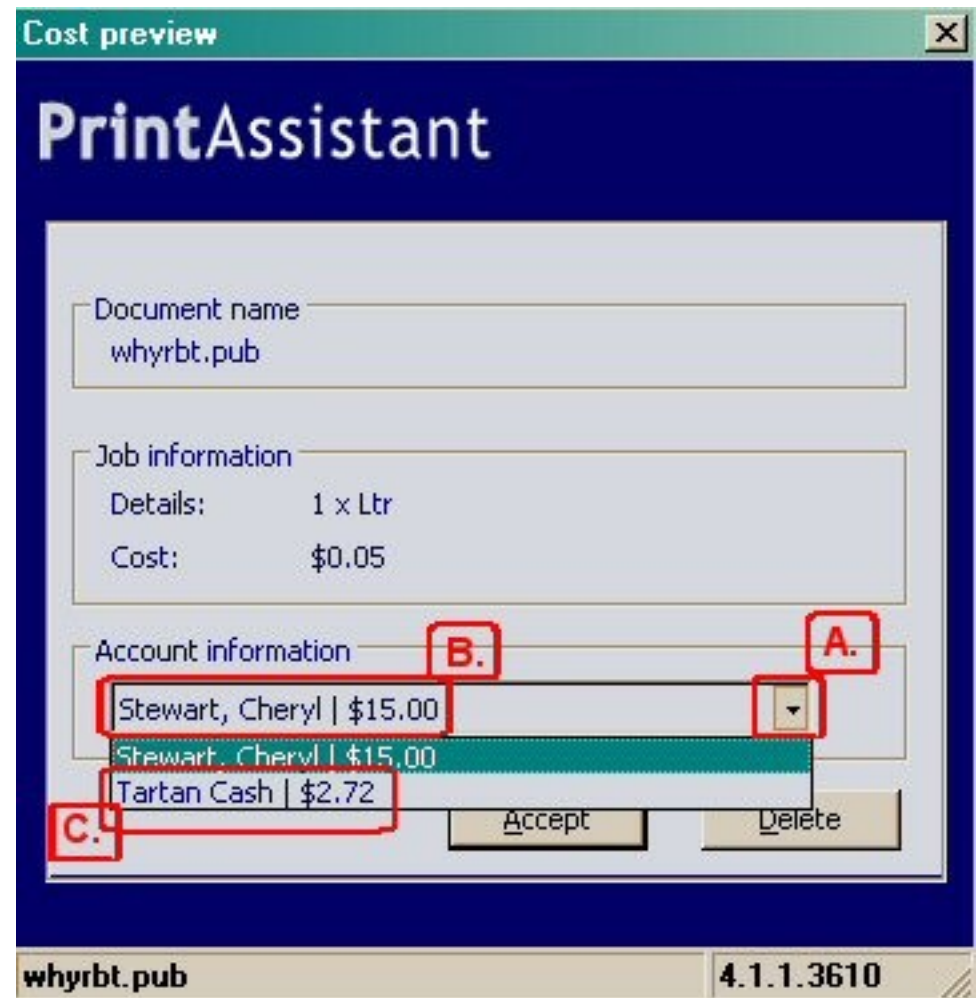 Cost preview
PrintAssistant
Document name
whyrbt.pub
Job information
Details: 1 x Ltr
Cost: $0.05
Account information
B.
A.
Stewart, Cheryl | $15.00
Stewart, Cheryl | $15.00
Tartan Cash | $2.72
C.
Accept Delete
whyrbt.pub 4.1.1.3610